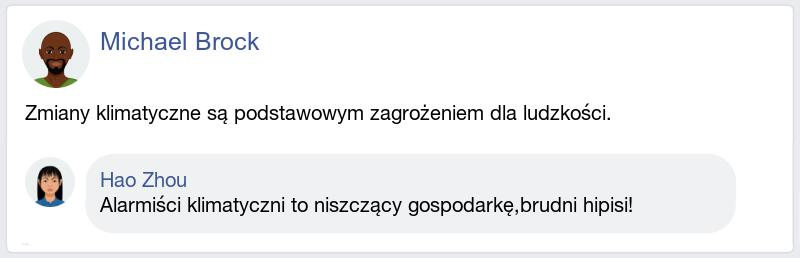 Michael Brock
Zmiany klimatyczne są podstawowym zagrożeniem dla ludzkości.
Hao Zhou
Alarmiści klimatyczni to niszczący gospodarkę,brudni hipisi!